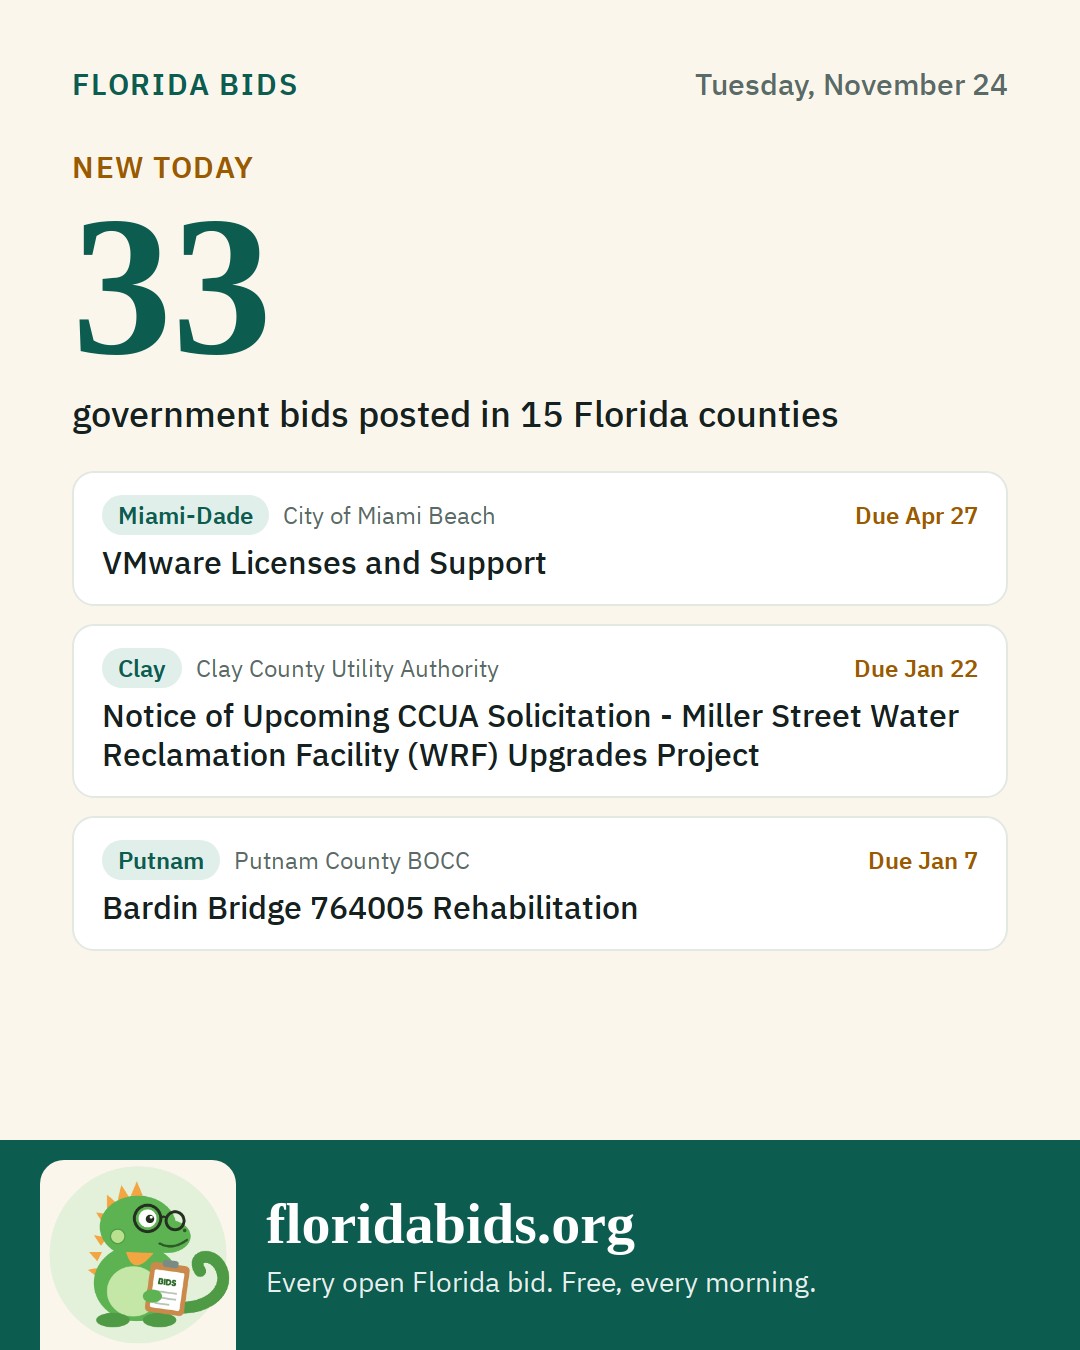 FLORIDA BIDS
Tuesday, November 24
NEW TODAY
33
government bids posted in 15 Florida counties
Miami-Dade City of Miami Beach Due Apr 27
VMware Licenses and Support
Clay Clay County Utility Authority Due Jan 22
Notice of Upcoming CCUA Solicitation - Miller Street Water
Reclamation Facility (WRF) Upgrades Project
Putnam Putnam County BOCC Due Jan 7
Bardin Bridge 764005 Rehabilitation
BIDS
floridabids.org
Every open Florida bid. Free, every morning.